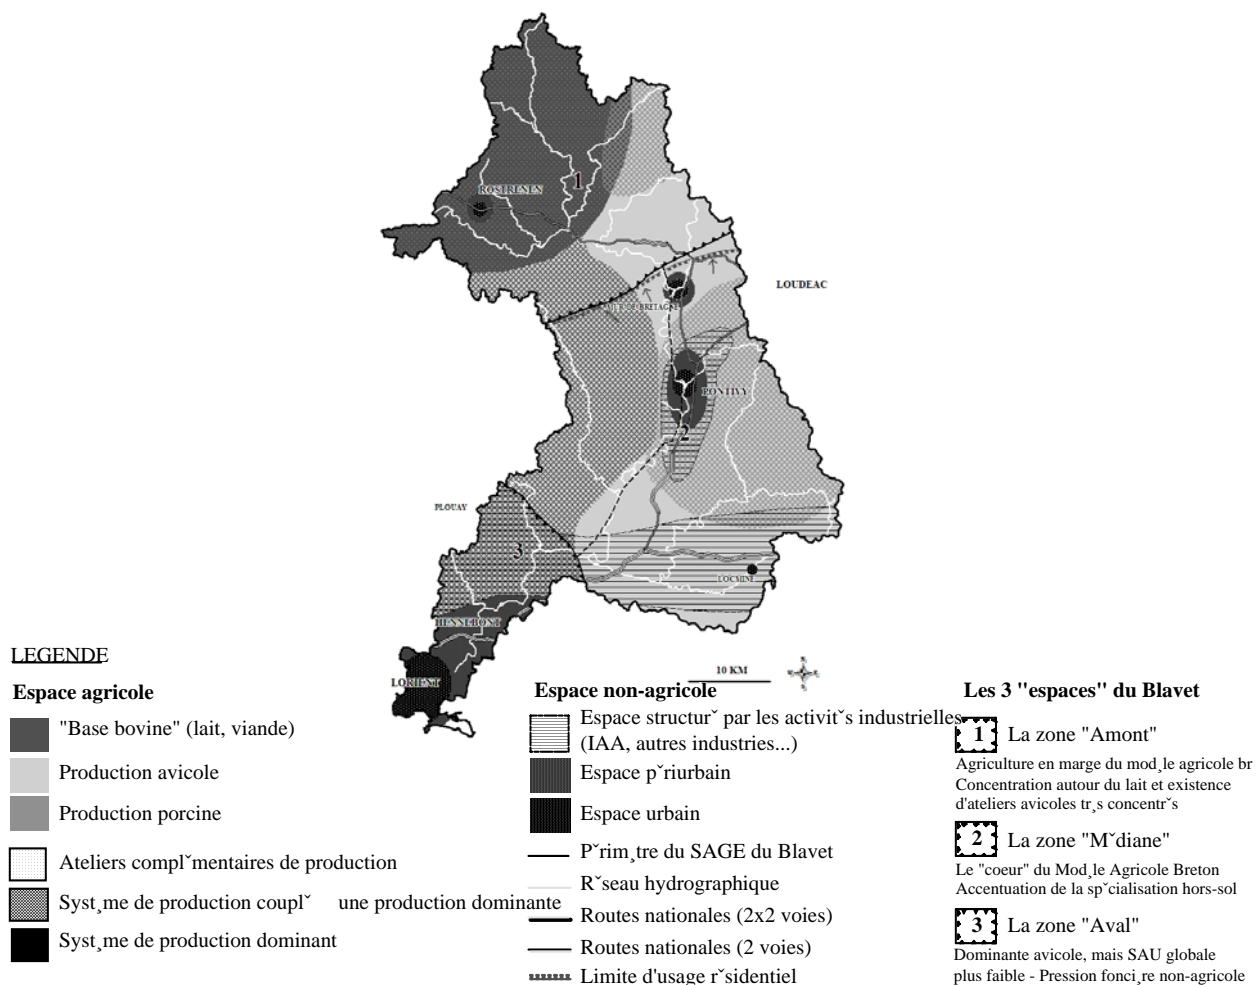 1
ROSTRENEN
LOUDEAC
MUR DE BRETAGNE
PONTIVY
2
PLOUAY
3
LOCMINE
HENNEBONT
LORIENT
10 KM
LEGENDE
Espace agricole
"Base bovine" (lait, viande)
Production avicole
Production porcine
Ateliers complˇmentaires de production
Syst¸me de production couplˇ une production dominante
Syst¸me de production dominant
Espace non-agricole
Espace structurˇ par les activitˇs industrielles
(IAA, autres industries...)
Espace pˇriurbain
Espace urbain
Pˇrim¸tre du SAGE du Blavet
Rˇseau hydrographique
Routes nationales (2x2 voies)
Routes nationales (2 voies)
Limite d'usage rˇsidentiel
Les 3 "espaces" du Blavet
1 La zone "Amont"
Agriculture en marge du mod¸le agricole br
Concentration autour du lait et existence
d'ateliers avicoles tr¸s concentrˇs
2 La zone "Mˇdiane"
Le "coeur" du Mod¸le Agricole Breton
Accentuation de la spˇcialisation hors-sol
3 La zone "Aval"
Dominante avicole, mais SAU globale
plus faible - Pression fonci¸re non-agricole